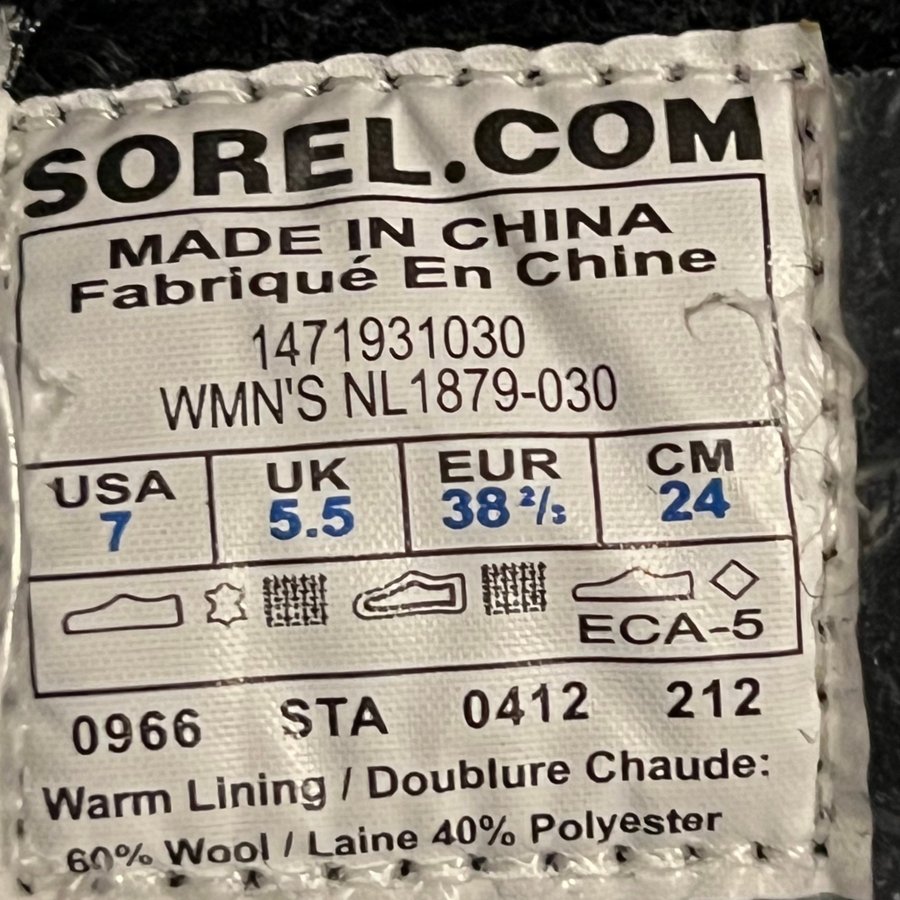 SOREL.COM
MADE IN CHINA
Fabriqué En Chine
1471931030
WMN'S NL1879-030
USA UK EUR CM
7 5.5 38 2/3 24
ECA-5
0966 STA 0412 212
Warm Lining / Doublure Chaude:
60% Wool / Laine 40% Polyester